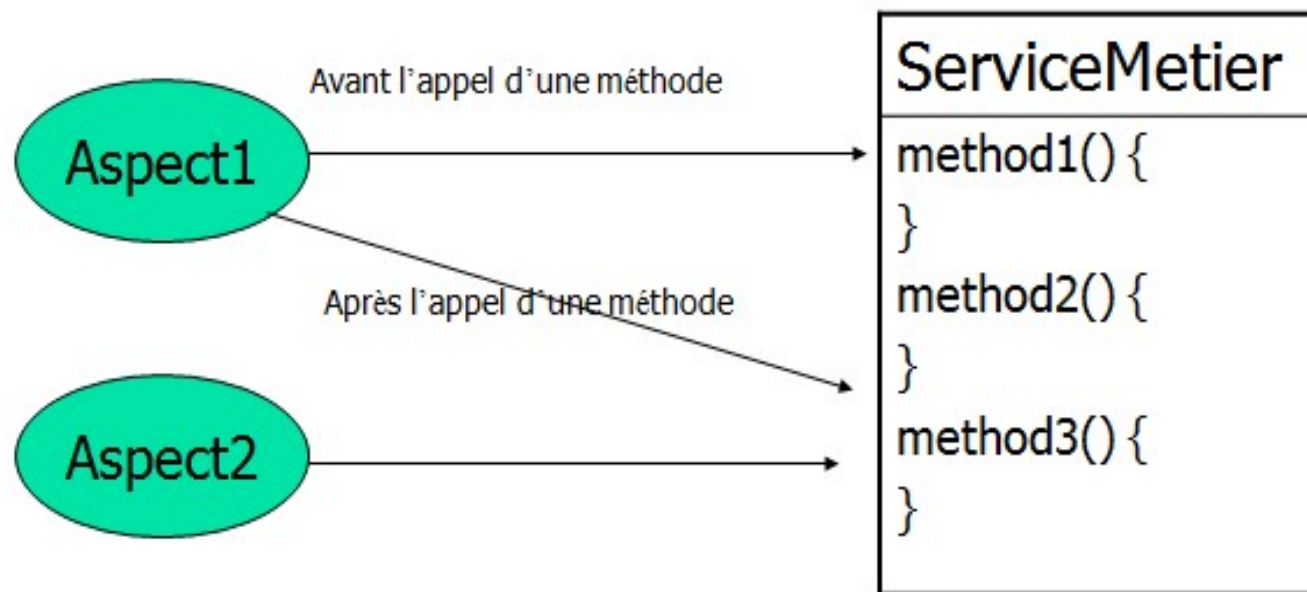 Avant l'appel d'une méthode
Aspect1
Après l'appel d'une méthode
Aspect2
ServiceMetier
method1() {
}
method2() {
}
method3() {
}